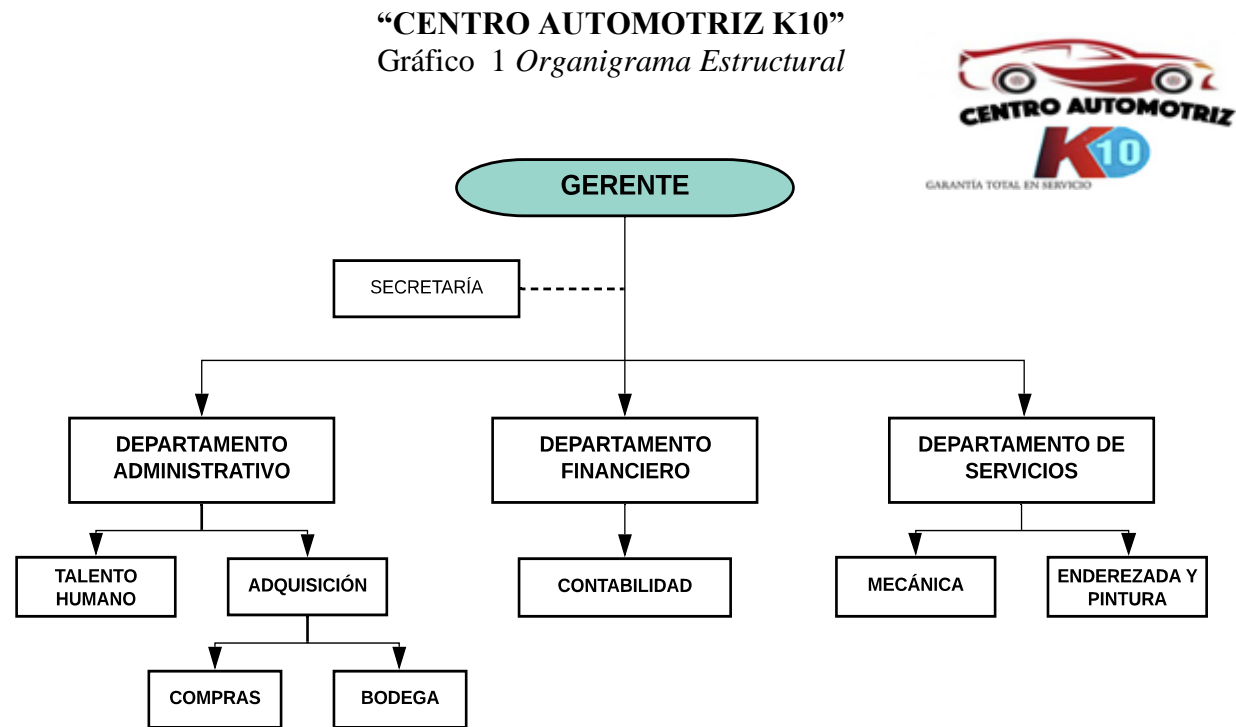 “CENTRO AUTOMOTRIZ K10”
Gráfico 1 Organigrama Estructural
CENTRO AUTOMOTRIZ
K10
GARANTÍA TOTAL EN SERVICIO
GERENTE
SECRETARÍA
DEPARTAMENTO
ADMINISTRATIVO
DEPARTAMENTO
FINANCIERO
DEPARTAMENTO DE
SERVICIOS
TALENTO
HUMANO
ADQUISICIÓN
CONTABILIDAD
MECÁNICA
ENDEREZADA Y
PINTURA
COMPRAS
BODEGA